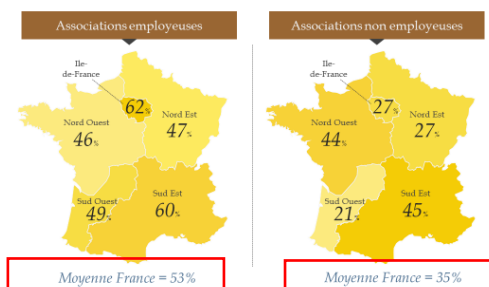 Associations employeuses
Ile-
de-France
62%
Nord Ouest
46%
Nord Est
47%
Sud Ouest
49%
Sud Est
60%
Moyenne France = 53%
Associations non employeuses
Ile-
de-France
27%
Nord Ouest
44%
Nord Est
27%
Sud Ouest
21%
Sud Est
45%
Moyenne France = 35%